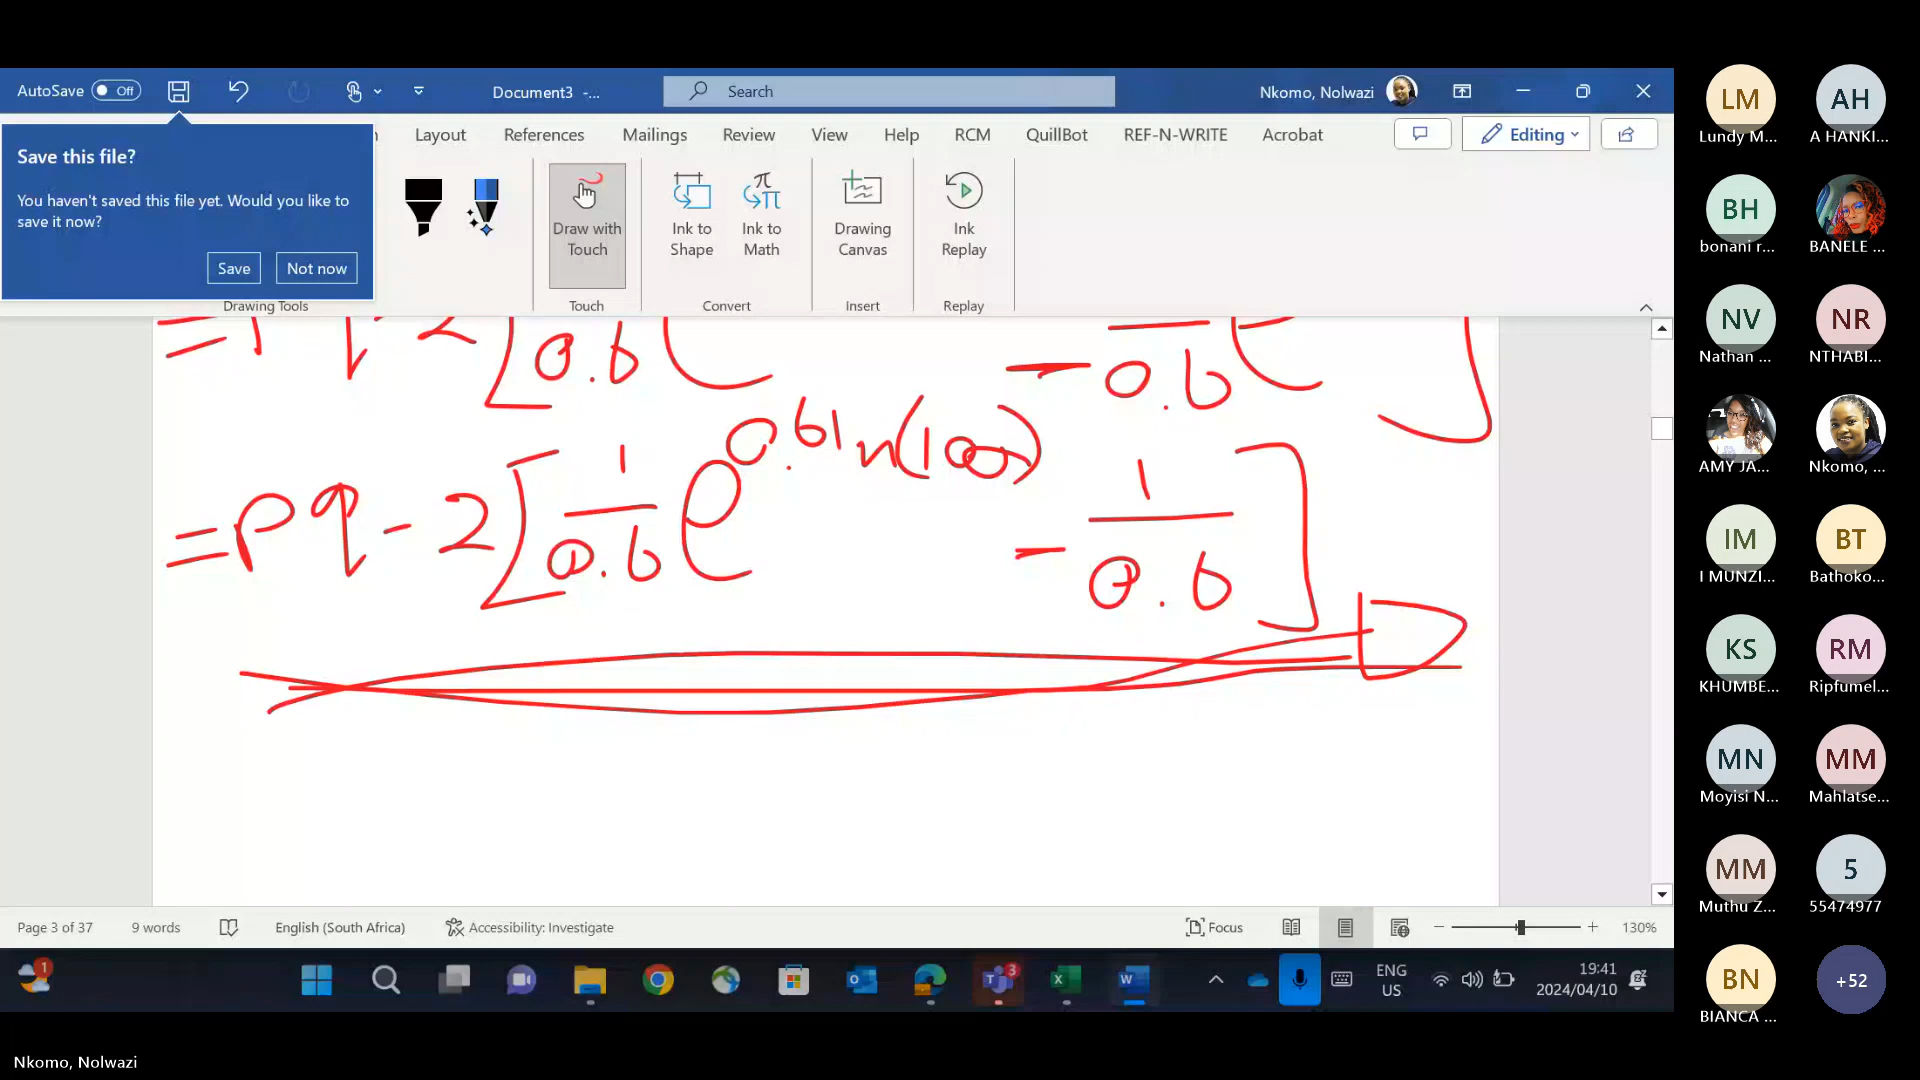 AutoSave Off Document3 -... Search Nkomo, Nolwazi
Layout References Mailings Review View Help RCM QuillBot REF-N-WRITE Acrobat Editing
Save this file?
You haven't saved this file yet. Would you like to
save it now?
Save Not now
Draw with
Touch
Ink to
Shape
Ink to
Math
Drawing
Canvas
Ink
Replay
Drawing Tools Touch Convert Insert Replay
0.6 - 0.6
= pq - 2[1/0.6 e^0.6ln(100) - 1/0.6]
Page 3 of 37 9 words English (South Africa) Accessibility: Investigate Focus 130%
1 3 ENG
US
19:41
2024/04/10
Nkomo, Nolwazi
LM AH
Lundy M... A HANKI...
BH
bonani r... BANELE ...
NV NR
Nathan ... NTHABI...
AMY JA... Nkomo, ...
IM BT
I MUNZI... Bathoko...
KS RM
KHUMBE... Ripfumel...
MN MM
Moyisi N... Mahlatse...
MM 5
Muthu Z... 55474977
BN +52
BIANCA ...